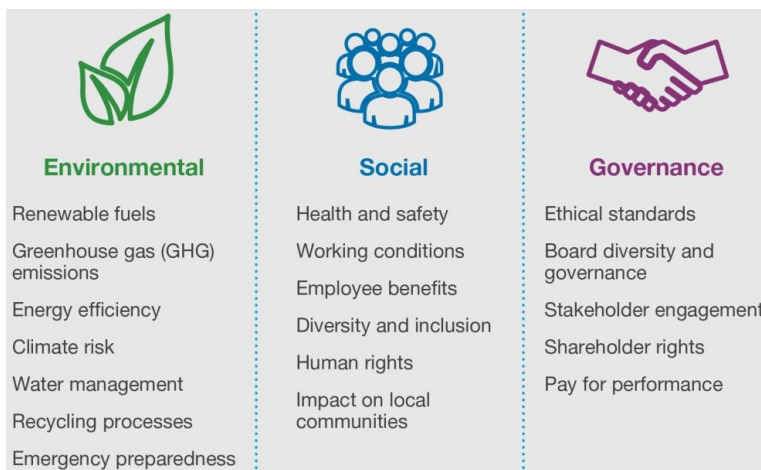 Environmental
Renewable fuels
Greenhouse gas (GHG)
emissions
Energy efficiency
Climate risk
Water management
Recycling processes
Emergency preparedness
Social
Health and safety
Working conditions
Employee benefits
Diversity and inclusion
Human rights
Impact on local
communities
Governance
Ethical standards
Board diversity and
governance
Stakeholder engagement
Shareholder rights
Pay for performance